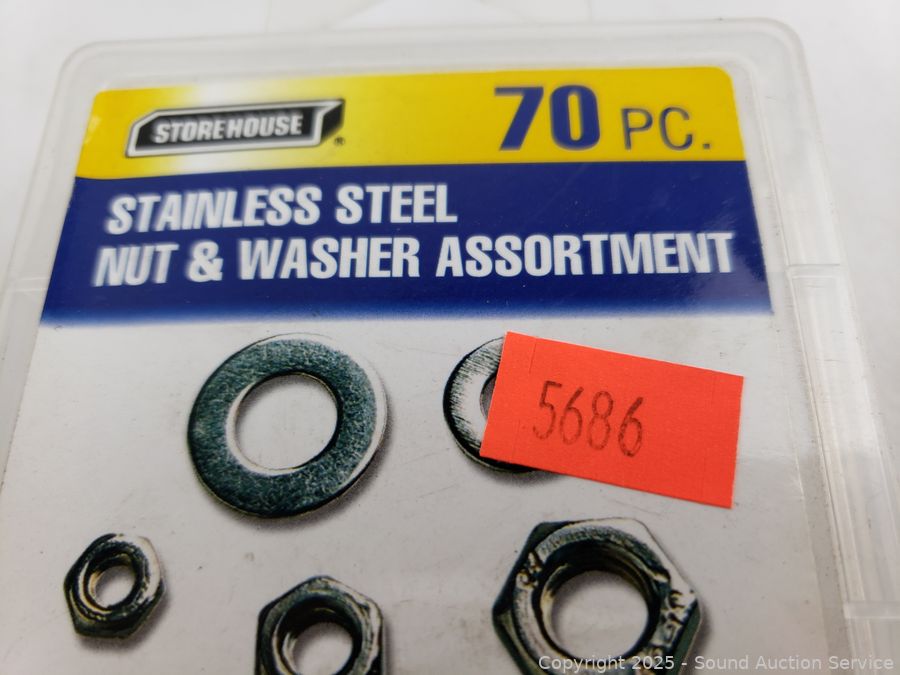 STOREHOUSE ®
70 PC.
STAINLESS STEEL
NUT & WASHER ASSORTMENT
5686
Copyright 2025 - Sound Auction Service